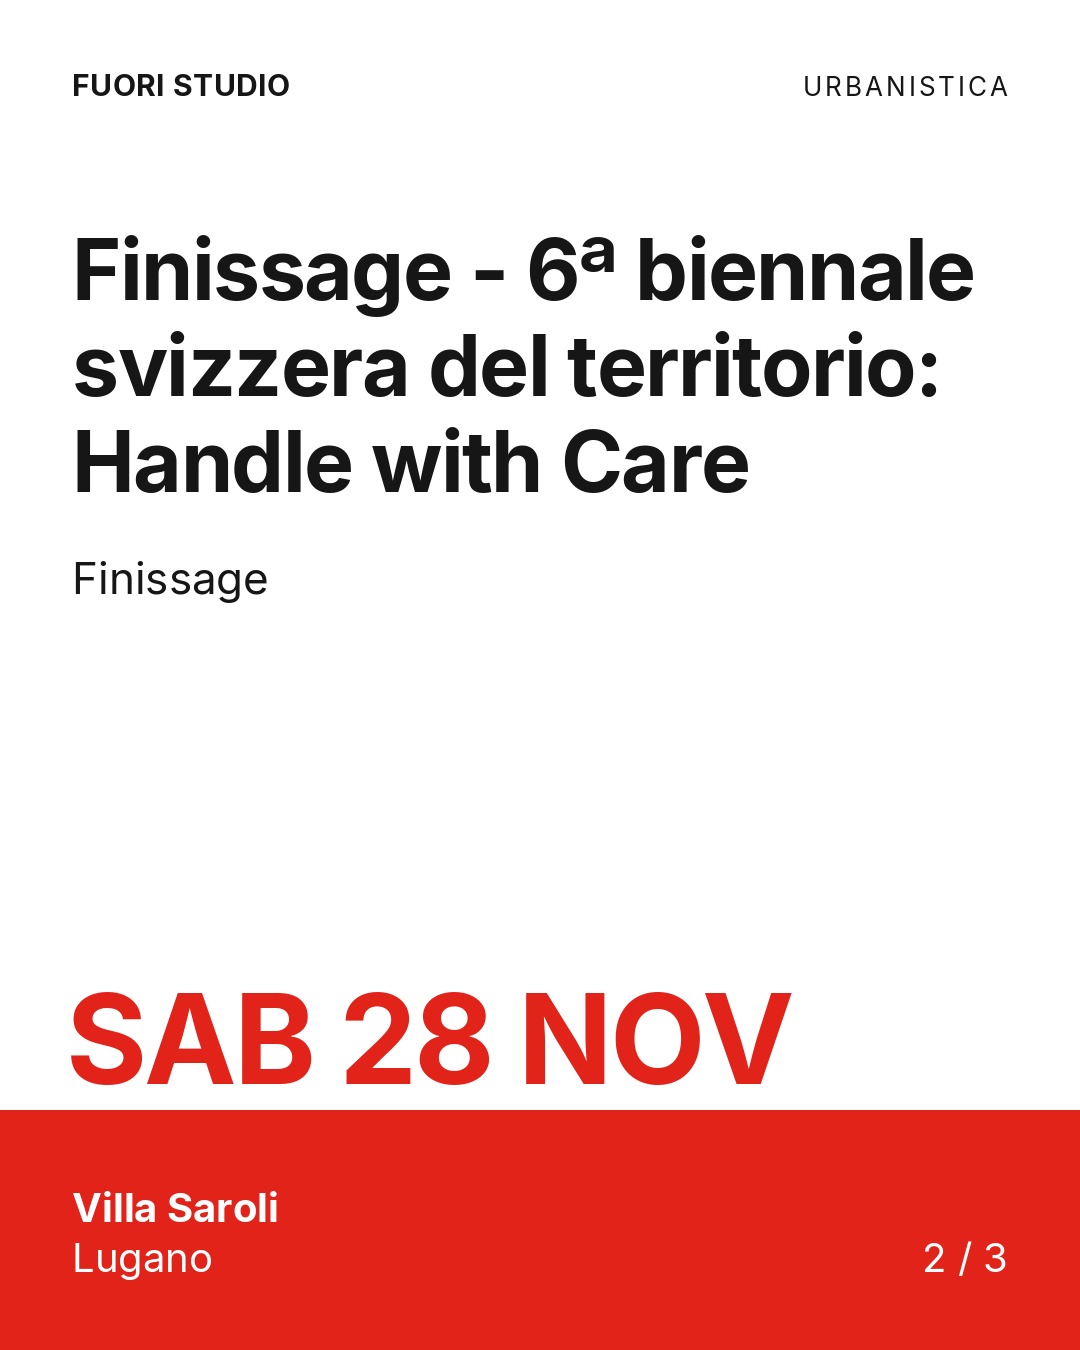 FUORI STUDIO
URBANISTICA
Finissage - 6ª biennale
svizzera del territorio:
Handle with Care
Finissage
SAB 28 NOV
Villa Saroli
Lugano
2 / 3